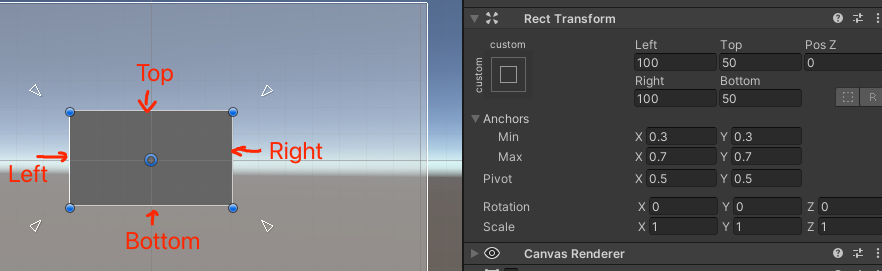 Top
Left
Right
Bottom
Rect Transform
custom
custom
Left Top Pos Z
100 50 0
Right Bottom
100 50
R
Anchors
Min X 0.3 Y 0.3
Max X 0.7 Y 0.7
Pivot X 0.5 Y 0.5
Rotation X 0 Y 0 Z 0
Scale X 1 Y 1 Z 1
Canvas Renderer